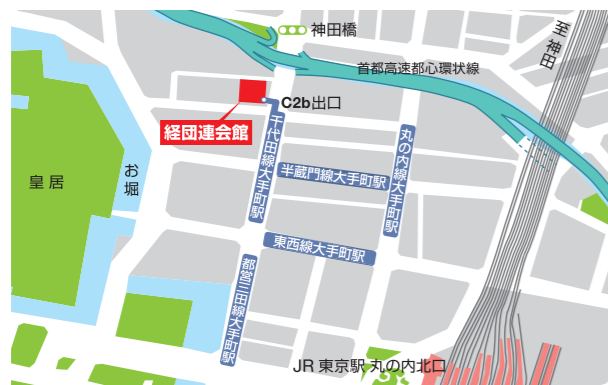 神田橋
至 神田
首都高速都心環状線
C2b出口
経団連会館
千代田線大手町駅
丸の内線大手町駅
半蔵門線大手町駅
お堀
皇居
東西線大手町駅
都営三田線大手町駅
JR 東京駅 丸の内北口